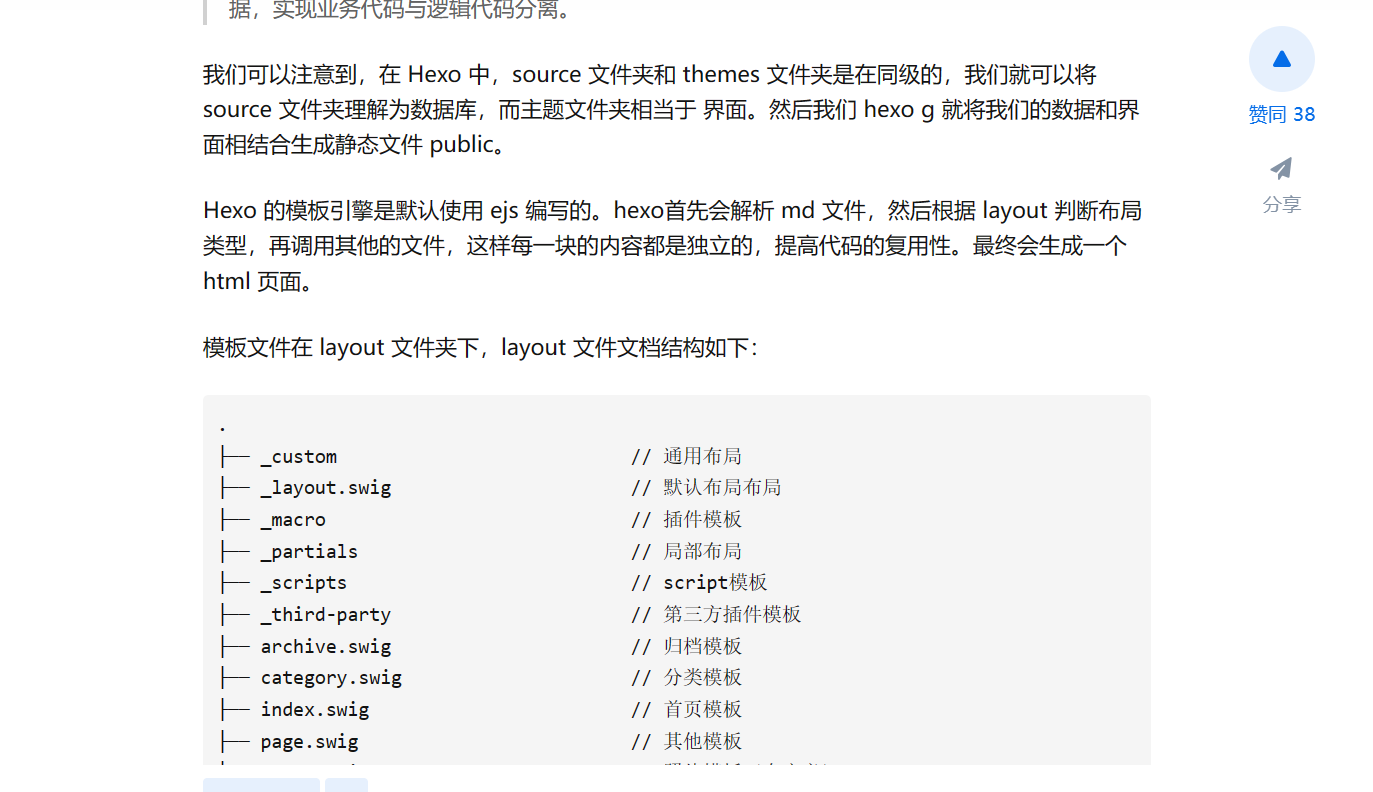 据，实现业务代码与逻辑代码分离。
我们可以注意到，在 Hexo 中，source 文件夹和 themes 文件夹是在同级的，我们就可以将
source 文件夹理解为数据库，而主题文件夹相当于 界面。然后我们 hexo g 就将我们的数据和界
面相结合生成静态文件 public。
Hexo 的模板引擎是默认使用 ejs 编写的。hexo首先会解析 md 文件，然后根据 layout 判断布局
类型，再调用其他的文件，这样每一块的内容都是独立的，提高代码的复用性。最终会生成一个
html 页面。
模板文件在 layout 文件夹下，layout 文件文档结构如下：
.
├── _custom // 通用布局
├── _layout.swig // 默认布局布局
├── _macro // 插件模板
├── _partials // 局部布局
├── _scripts // script模板
├── _third-party // 第三方插件模板
├── archive.swig // 归档模板
├── category.swig // 分类模板
├── index.swig // 首页模板
├── page.swig // 其他模板
赞同 38
分享